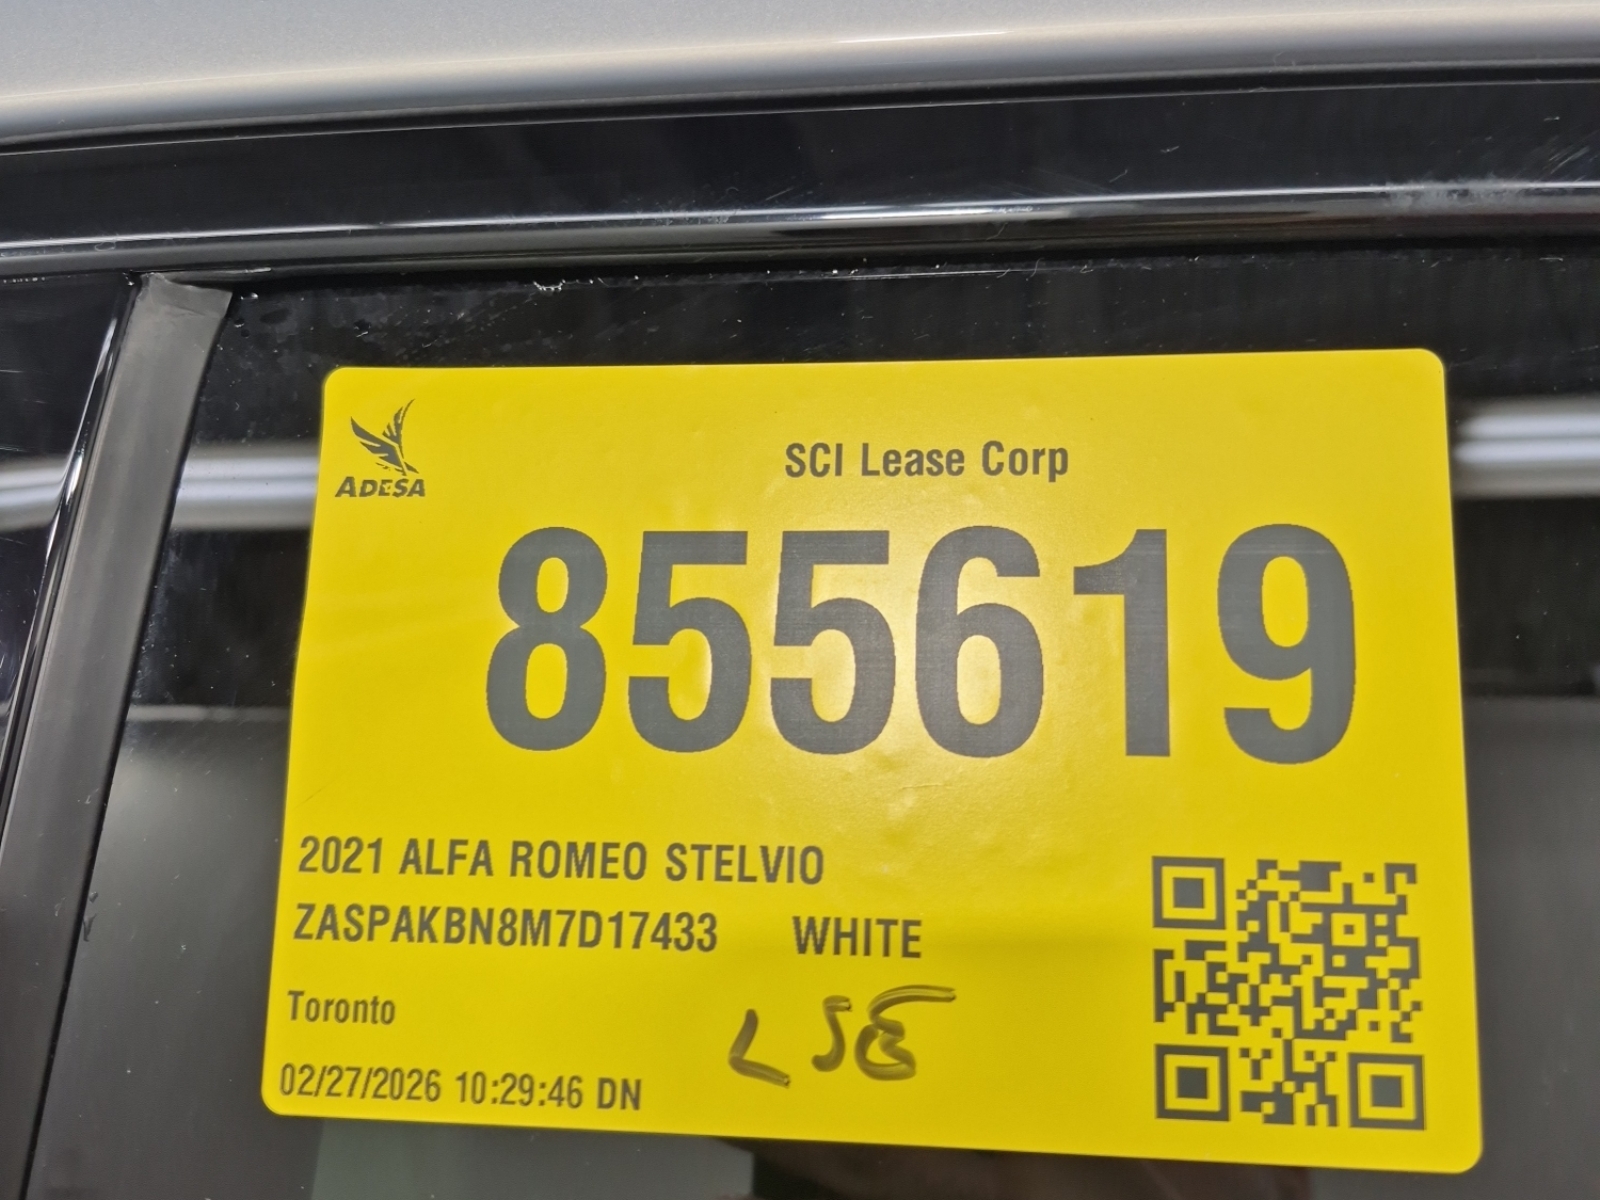 ADESA
SCI Lease Corp
855619
2021 ALFA ROMEO STELVIO
ZASPAKBN8M7D17433 WHITE
Toronto
LSE
02/27/2026 10:29:46 DN